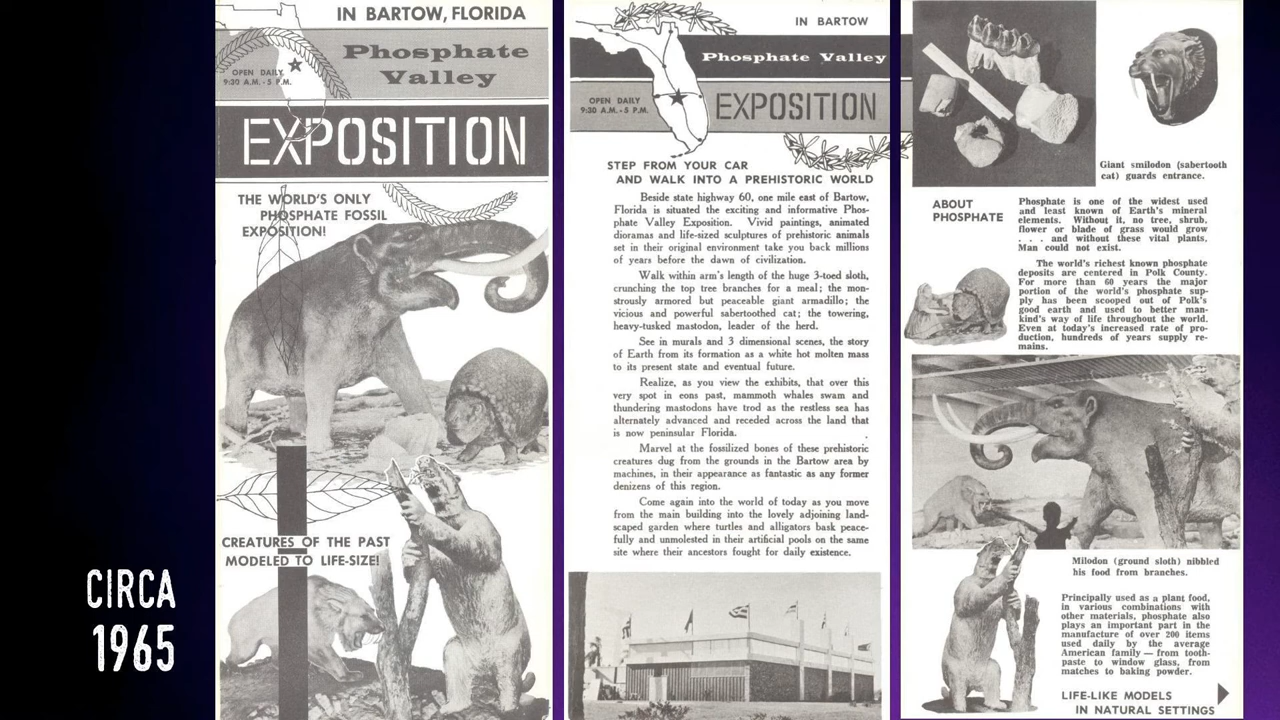 CIRCA
1965
IN BARTOW, FLORIDA
Phosphate
Valley
OPEN DAILY
9:30 A.M.-5 P.M.
EXPOSITION
THE WORLD'S ONLY
PHOSPHATE FOSSIL
EXPOSITION!
CREATURES OF THE PAST
MODELED TO LIFE-SIZE!
IN BARTOW
Phosphate Valley
OPEN DAILY
9:30 A.M.-5 P.M.
EXPOSITION
STEP FROM YOUR CAR
AND WALK INTO A PREHISTORIC WORLD
Beside state highway 60, one mile east of Bartow,
Florida is situated the exciting and informative Phos-
phate Valley Exposition. Vivid paintings, animated
dioramas and life-sized sculptures of prehistoric animals
set in their original environment take you back millions
of years before the dawn of civilization.
Walk within arm's length of the huge 3-toed sloth,
crunching the top tree branches for a meal; the mon-
strously armored but peaceable giant armadillo; the
vicious and powerful sabertoothed cat; the towering,
heavy-tusked mastodon, leader of the herd.
See in murals and 3 dimensional scenes, the story
of Earth from its formation as a white hot molten mass
to its present state and eventual future.
Realize, as you view the exhibits, that over this
very spot in eons past, mammoth whales swam and
thundering mastodons have trod as the restless sea has
alternately advanced and receded across the land that
is now peninsular Florida.
Marvel at the fossilized bones of these prehistoric
creatures dug from the grounds in the Bartow area by
machines, in their appearance as fantastic as any former
denizens of this region.
Come again into the world of today as you move
from the main building into the lovely adjoining land-
scaped garden where turtles and alligators bask peace-
fully and unmolested in their artificial pools on the same
site where their ancestors fought for daily existence.
Giant smilodon (sabertooth
cat) guards entrance.
ABOUT
PHOSPHATE
Phosphate is one of the widest used
and least known of Earth's mineral
elements. Without it, no tree, shrub,
flower or blade of grass would grow
. . . and without these vital plants,
Man could not exist.
The world's richest known phosphate
deposits are centered in Polk County.
For more than 60 years the major
portion of the world's phosphate sup-
ply has been scooped out of Polk's
good earth and used to better man-
kind's way of life throughout the world.
Even at today's increased rate of pro-
duction, hundreds of years supply re-
mains.
Milodon (ground sloth) nibbled
his food from branches.
Principally used as a plant food,
in various combinations with
other materials, phosphate also
plays an important part in the
manufacture of over 200 items
used daily by the average
American family — from tooth-
paste to window glass, from
matches to baking powder.
LIFE-LIKE MODELS
IN NATURAL SETTINGS